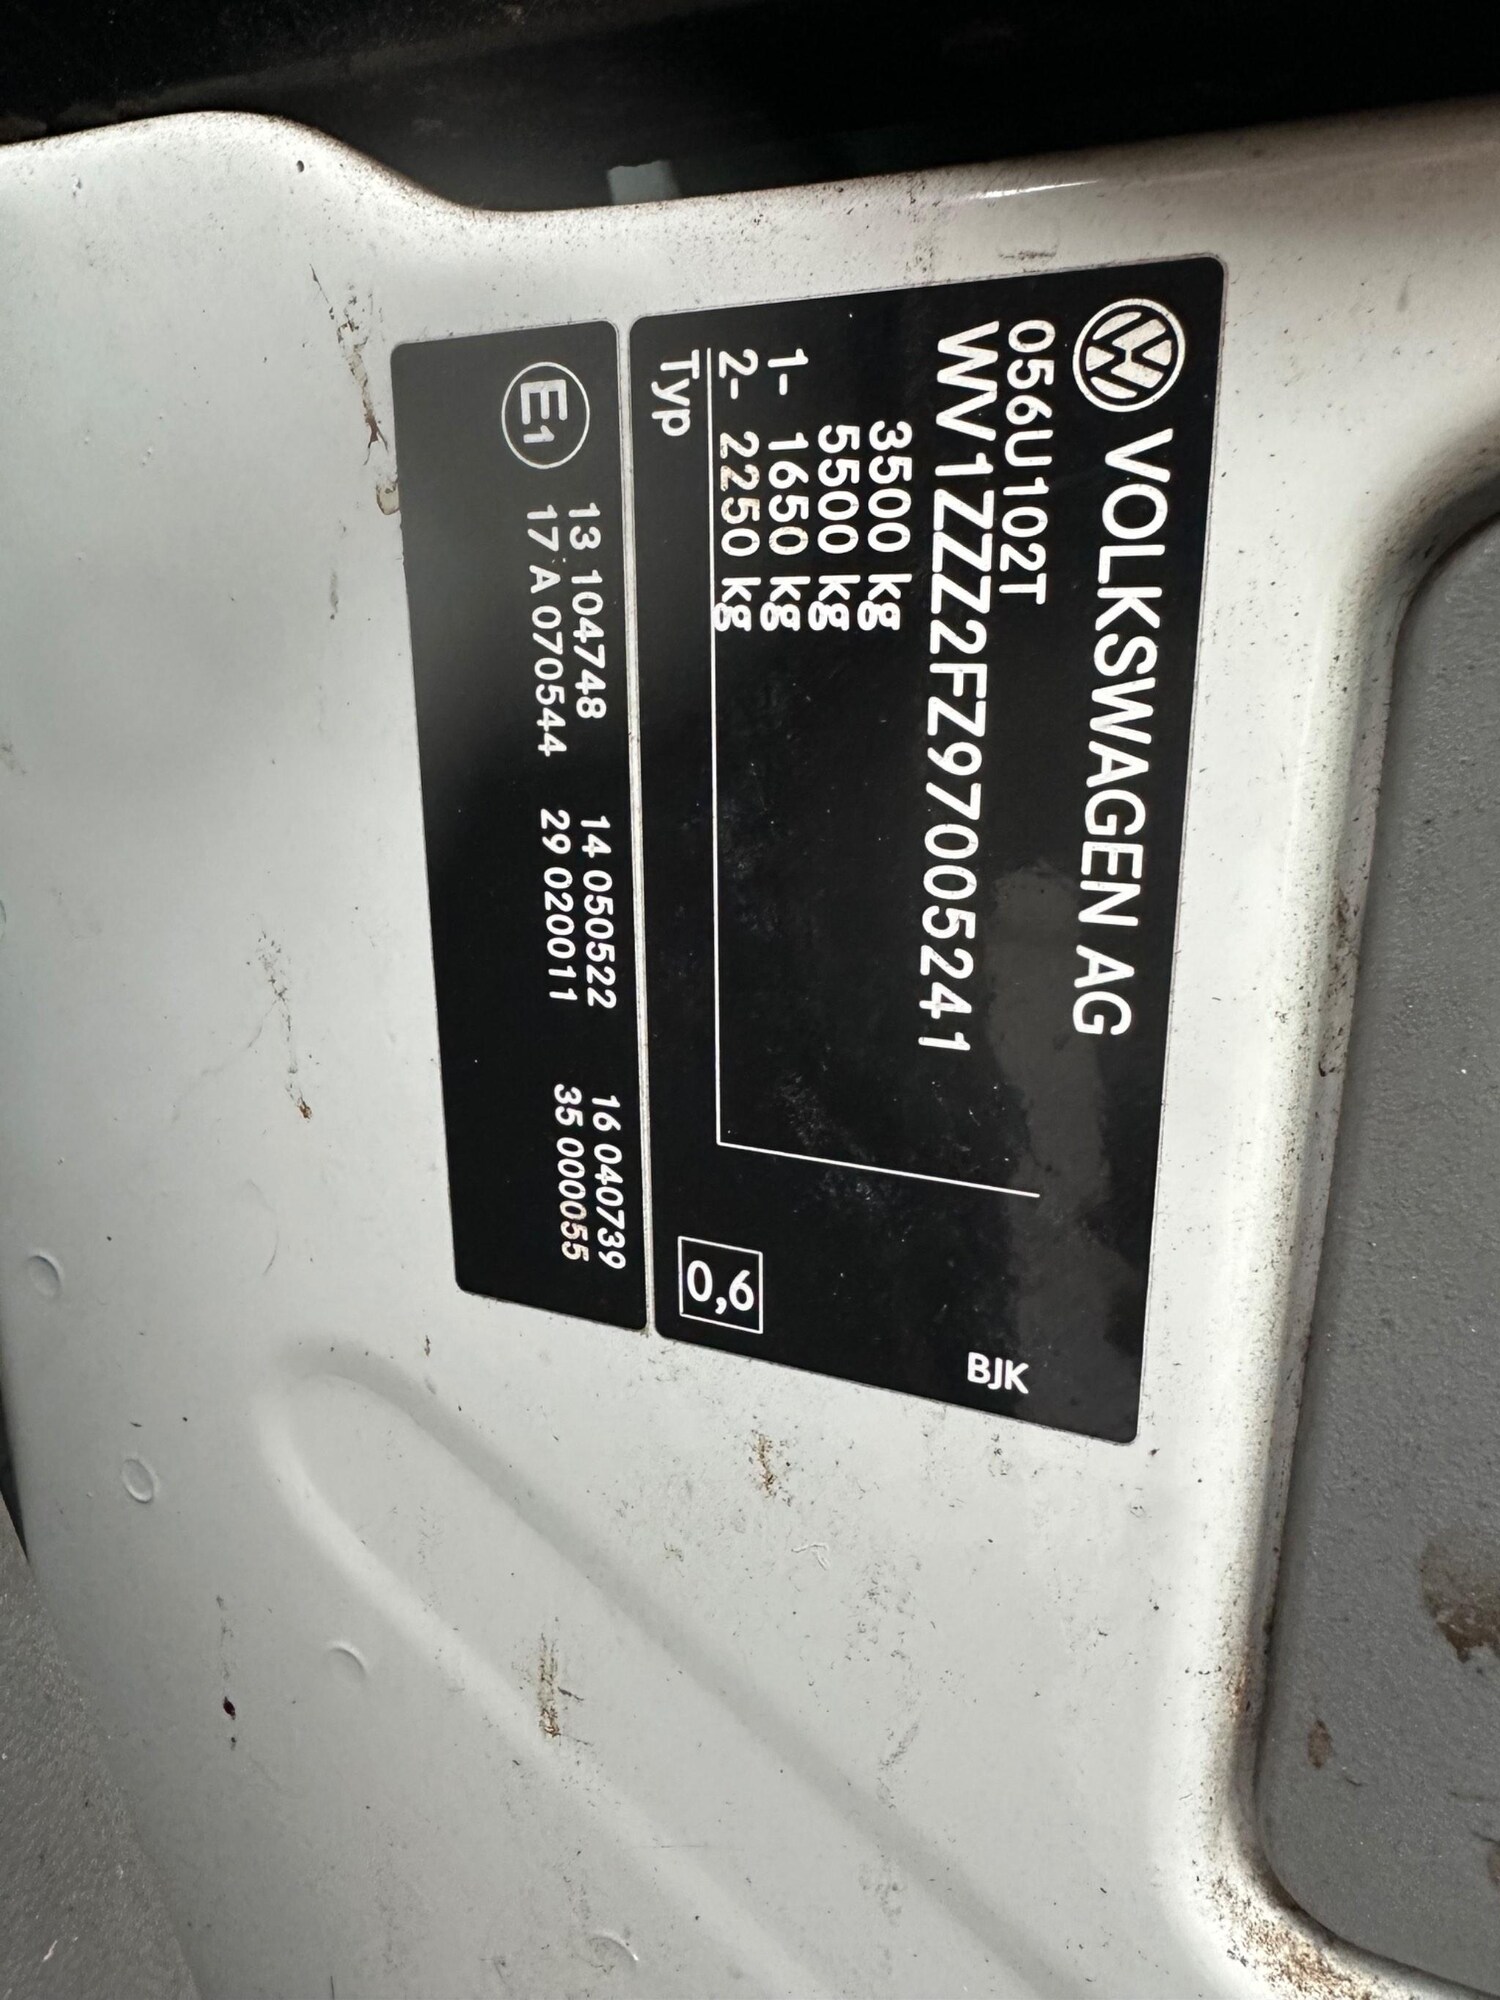 VOLKSWAGEN AG
056U102T
WV1ZZZ2FZ97005241
3500 kg
5500 kg
1- 1650 kg
2- 2250 kg
Typ
BJK
0,6
E1
13 104748 14 050522 16 040739
17 A 070544 29 020011 35 000055